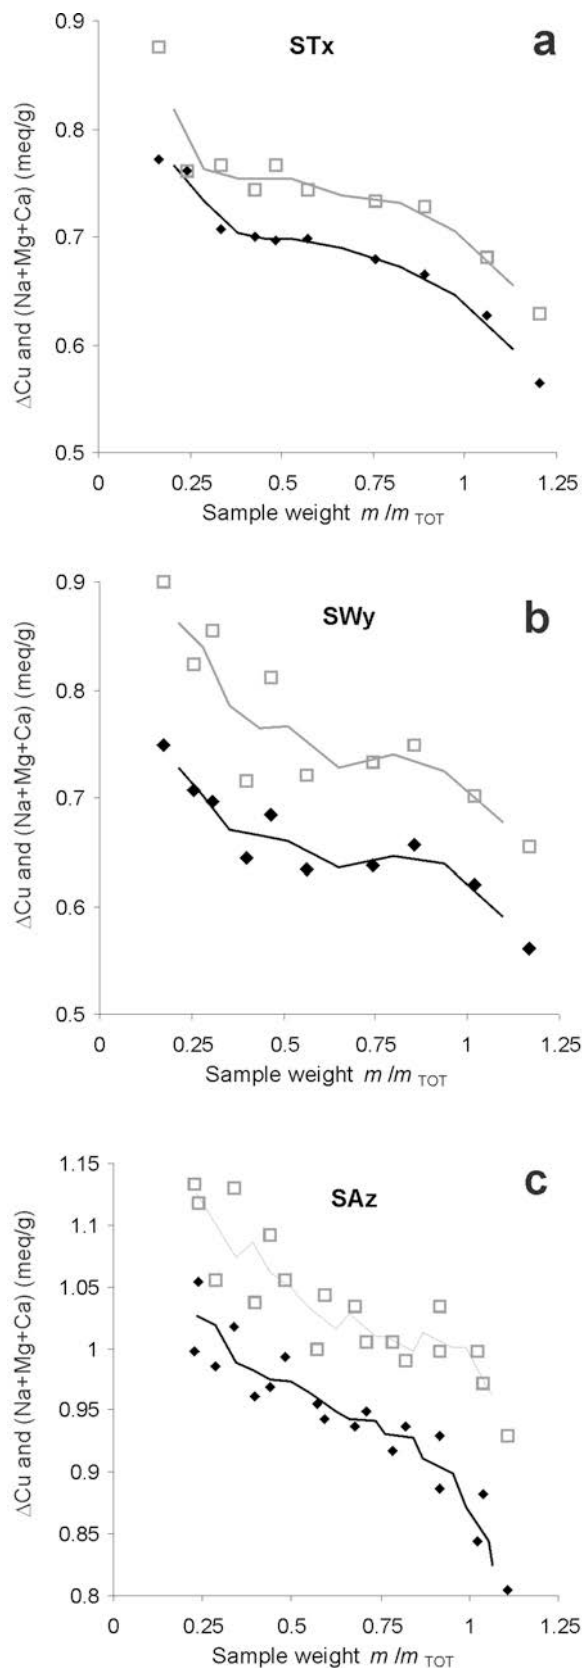 a
STx
ΔCu and (Na+Mg+Ca) (meq/g)
0.9
0.8
0.7
0.6
0.5
0 0.25 0.5 0.75 1 1.25
Sample weight m/m TOT
b
SWy
ΔCu and (Na+Mg+Ca) (meq/g)
0.9
0.8
0.7
0.6
0.5
0 0.25 0.5 0.75 1 1.25
Sample weight m/m TOT
c
SAz
ΔCu and (Na+Mg+Ca) (meq/g)
1.15
1.1
1.05
1
0.95
0.9
0.85
0.8
0 0.25 0.5 0.75 1 1.25
Sample weight m/m TOT